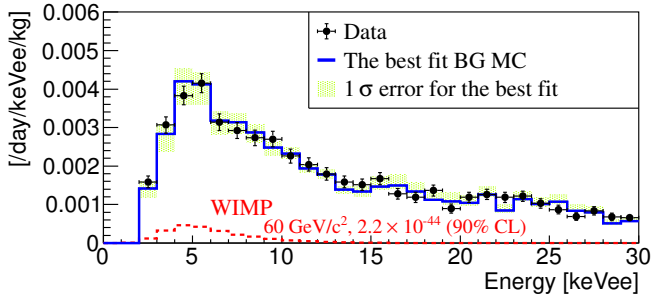 [/day/keVee/kg]
0.006
0.005
0.004
0.003
0.002
0.001
0.000
Data
The best fit BG MC
1 σ error for the best fit
WIMP
60 GeV/c², 2.2 × 10⁻⁴⁴ (90% CL)
0 5 10 15 20 25 30
Energy [keVee]